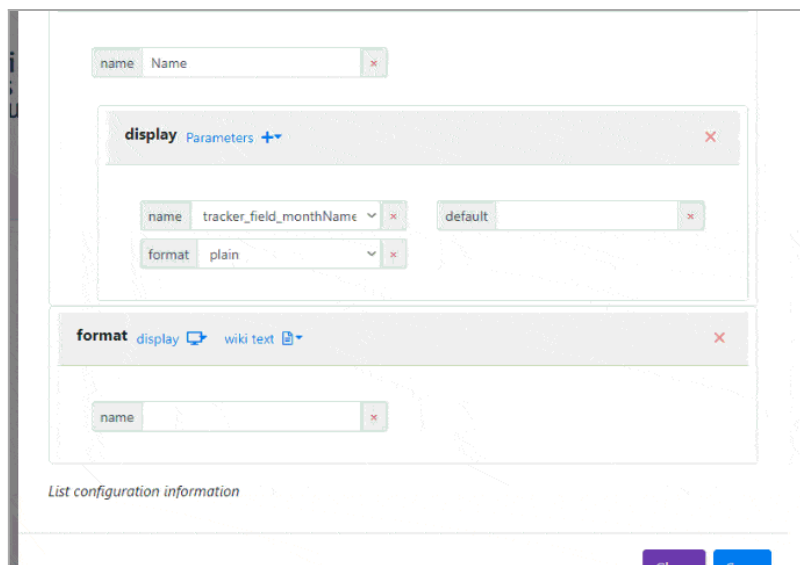 name Name ×
display Parameters
name tracker_field_monthName × default ×
format plain ×
format display wiki text
name ×
List configuration information